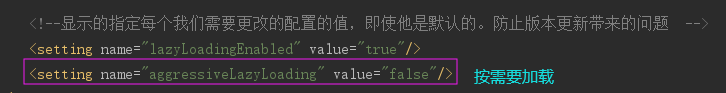 <!--显示的指定每个我们需要更改的配置的值，即使他是默认的。防止版本更新带来的问题  -->
<setting name="lazyLoadingEnabled" value="true"/>
<setting name="aggressiveLazyLoading" value="false"/> 按需要加载